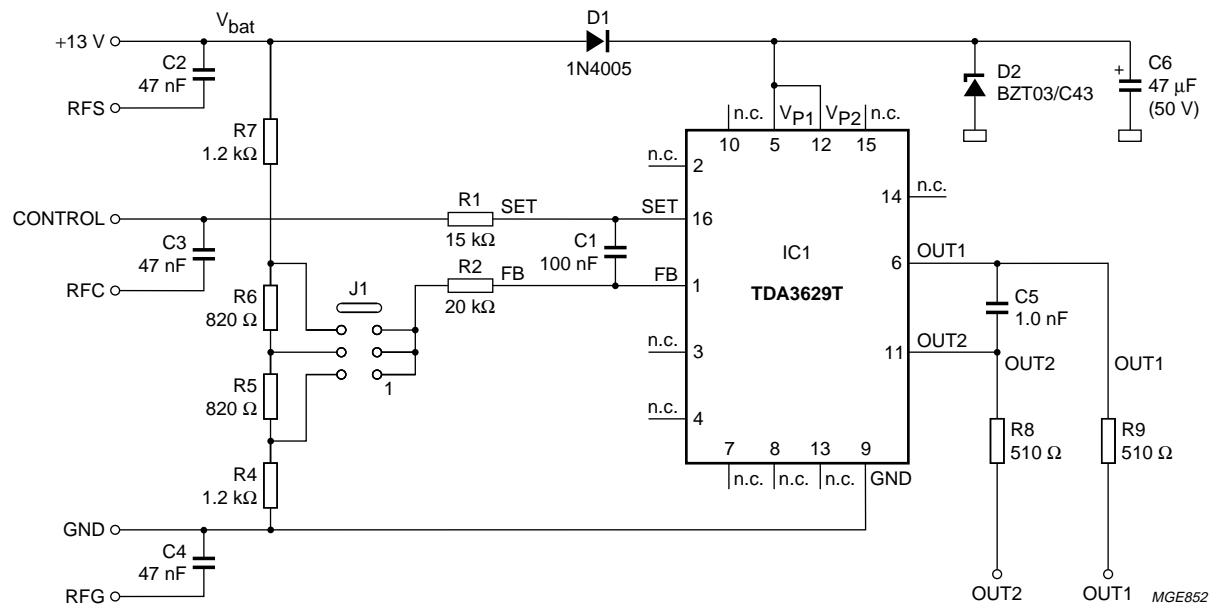 D1
V_bat
+13 V
1N4005
C2
47 nF
D2
BZT03/C43
C6
+
47 μF
(50 V)
RFS
R7
1.2 kΩ
n.c.
V_P1
V_P2
n.c.
10
5
12
15
n.c.
2
14
n.c.
CONTROL
R1
SET
SET
16
15 kΩ
C1
100 nF
C3
47 nF
R2
FB
FB
1
20 kΩ
IC1
TDA3629T
6
OUT1
RFC
J1
R6
820 Ω
C5
1.0 nF
n.c.
3
11
OUT2
OUT2
OUT1
1
R5
820 Ω
n.c.
4
R8
510 Ω
R9
510 Ω
7
8
13
9
n.c.
n.c.
n.c.
GND
R4
1.2 kΩ
GND
C4
47 nF
RFG
OUT2
OUT1
MGE852